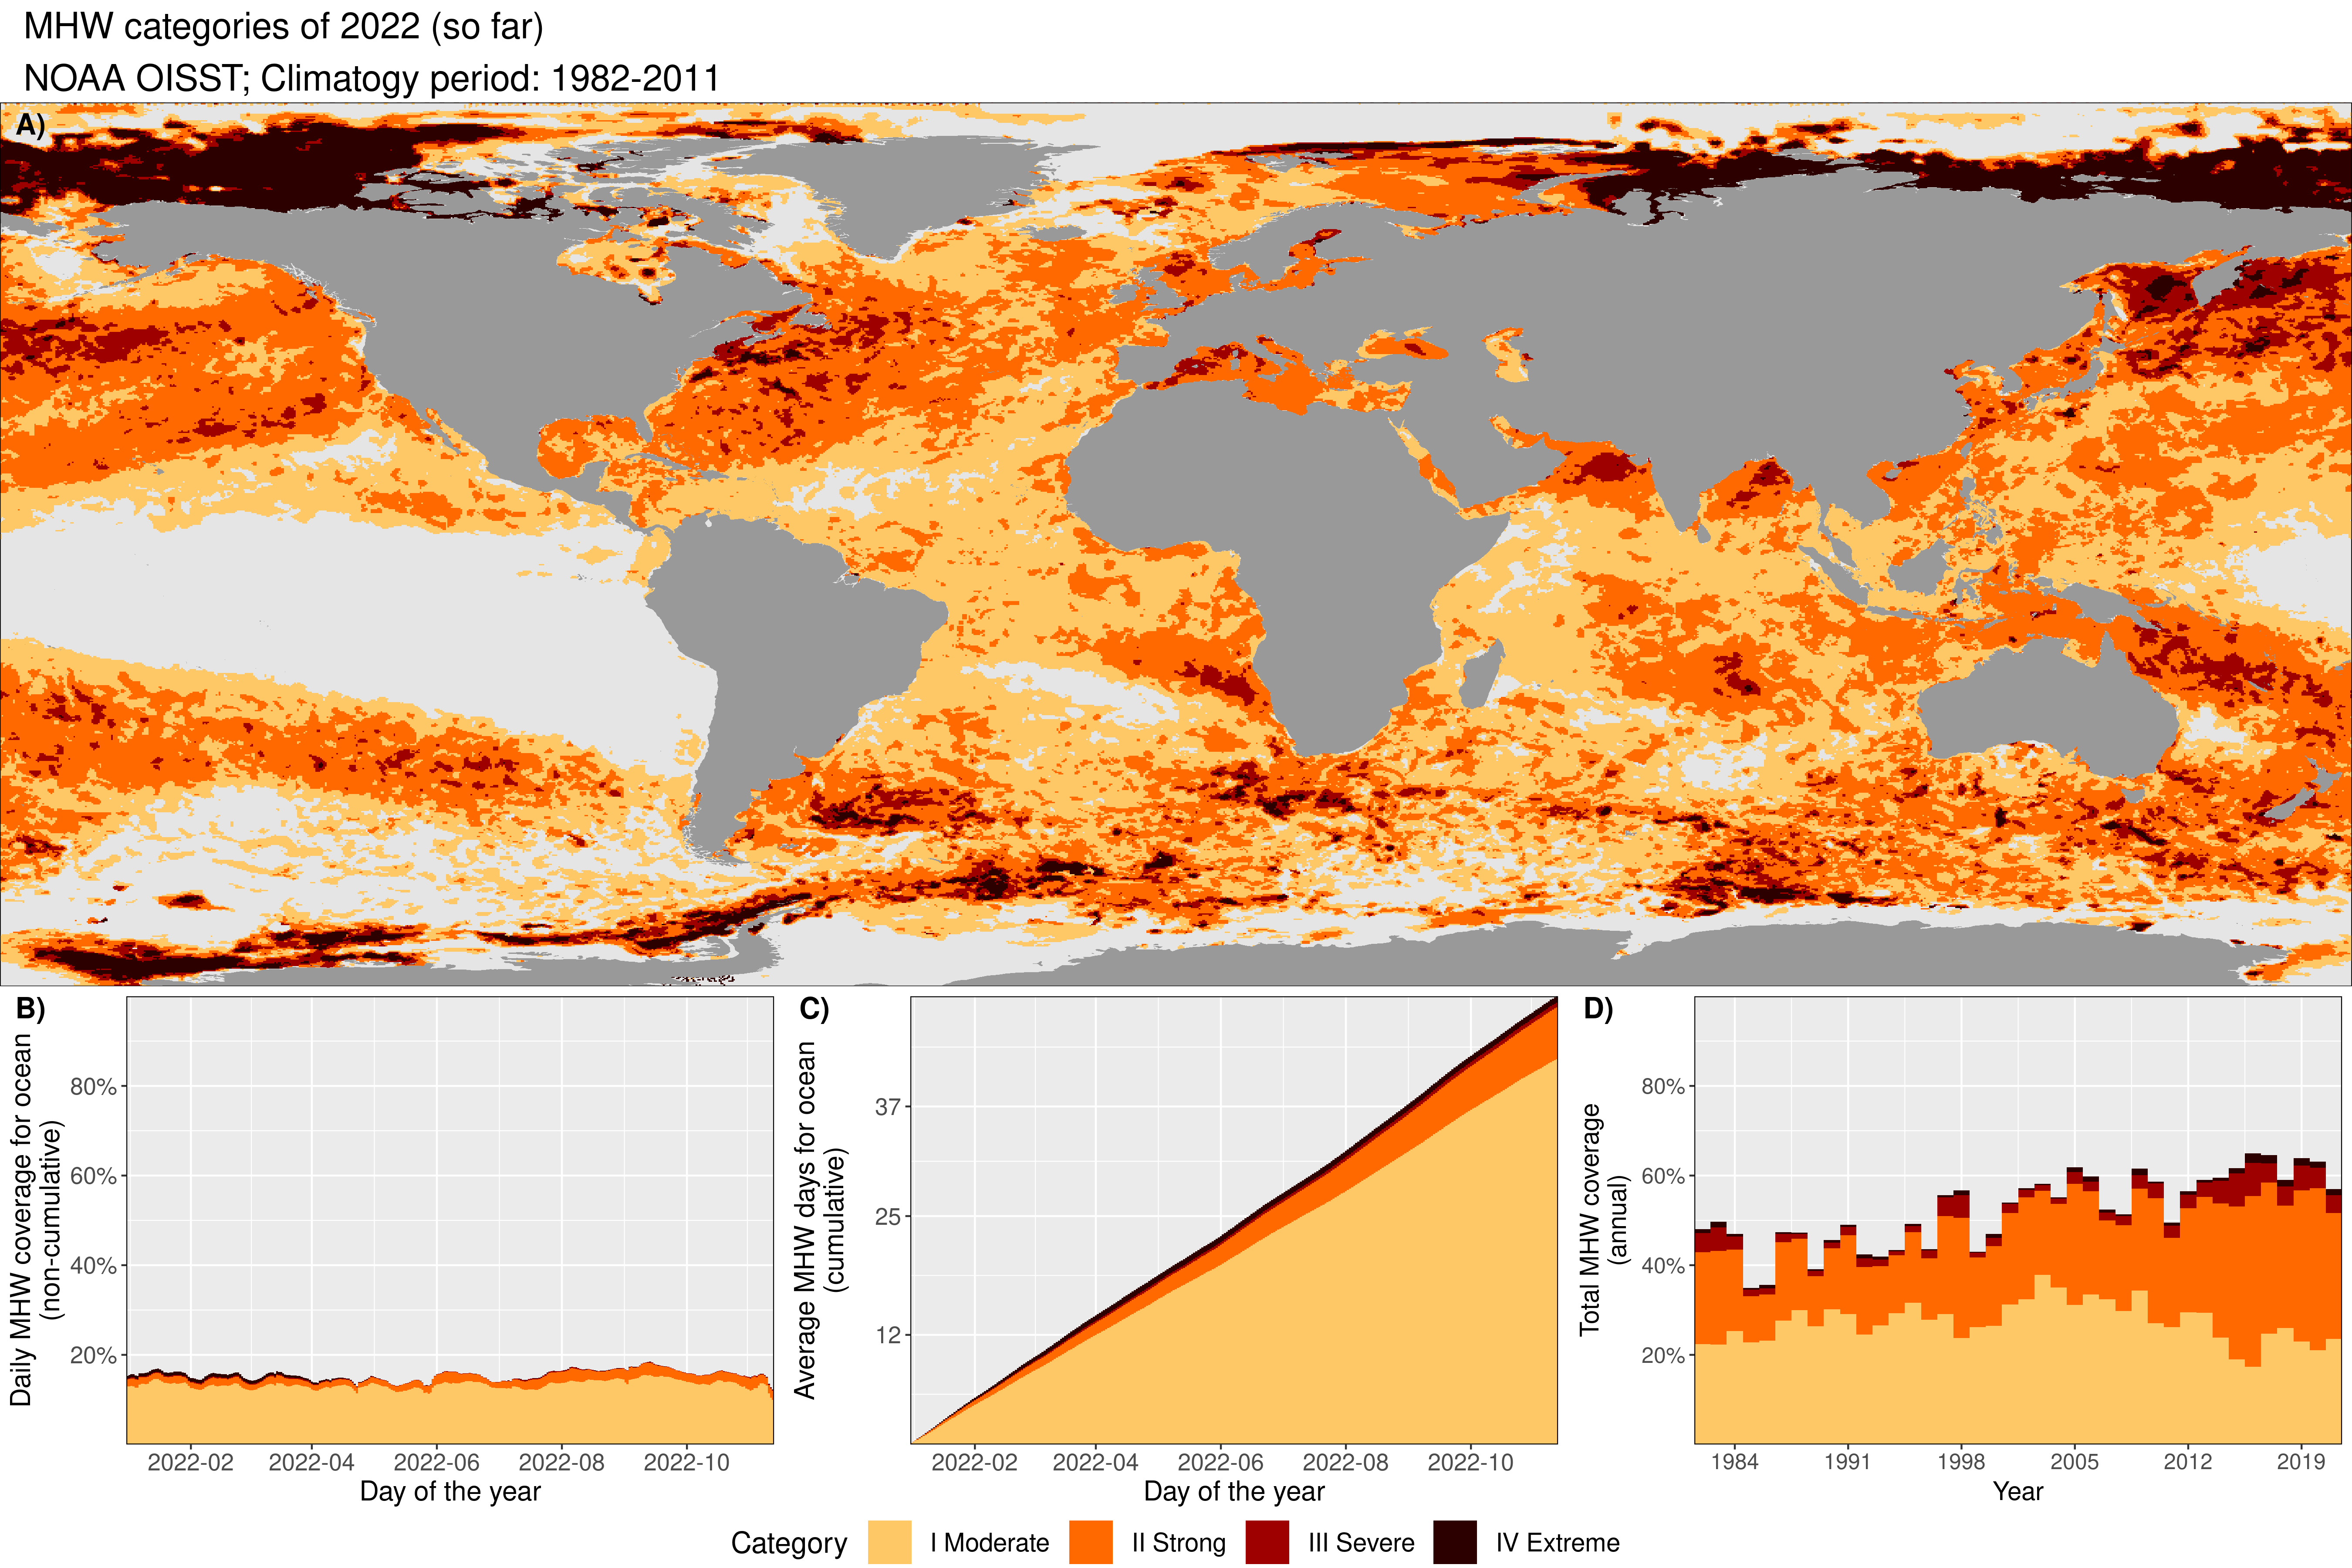 MHW categories of 2022 (so far)
NOAA OISST; Climatogy period: 1982-2011
A)
B)
Daily MHW coverage for ocean
(non-cumulative)
80%
60%
40%
20%
2022-02 2022-04 2022-06 2022-08 2022-10
Day of the year
C)
Average MHW days for ocean
(cumulative)
37
25
12
2022-02 2022-04 2022-06 2022-08 2022-10
Day of the year
D)
Total MHW coverage
(annual)
80%
60%
40%
20%
1984 1991 1998 2005 2012 2019
Year
Category I Moderate II Strong III Severe IV Extreme